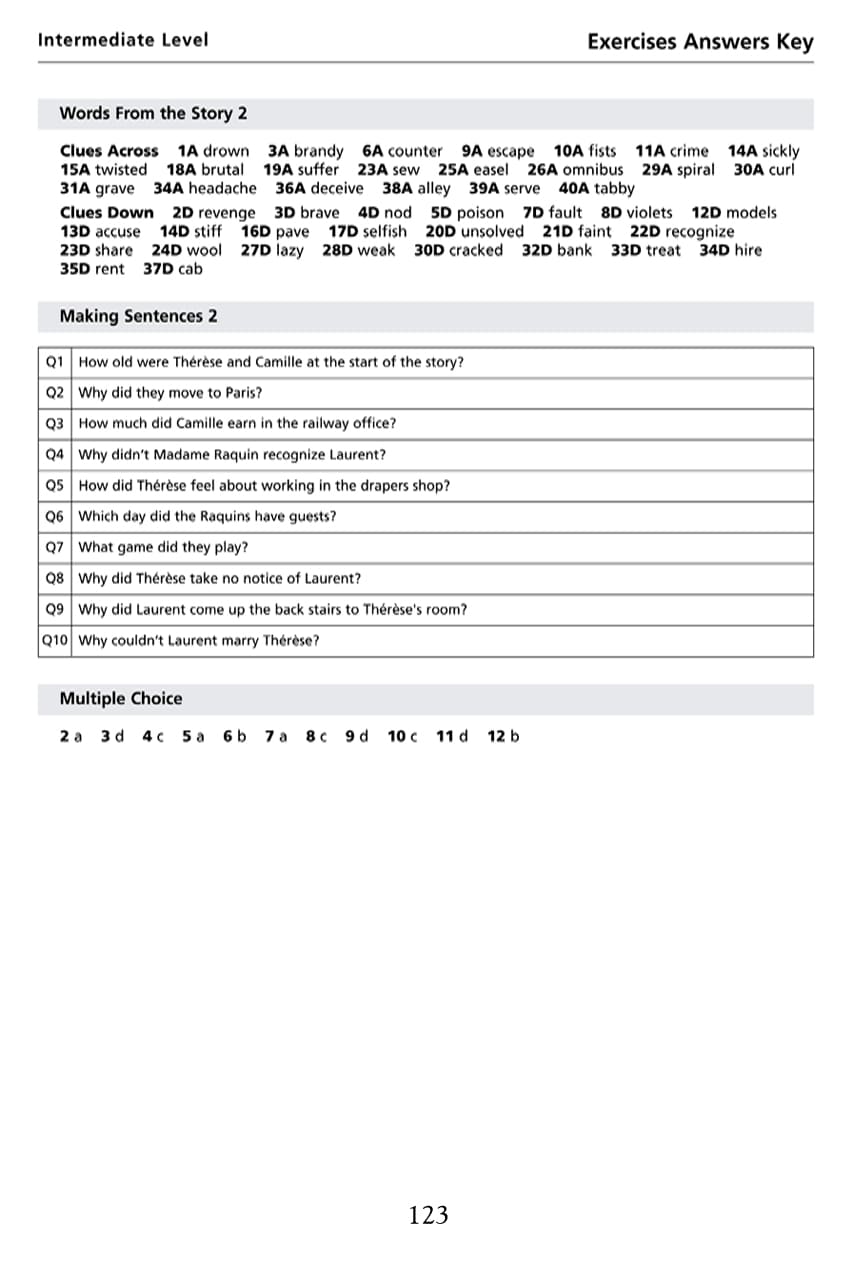 Intermediate Level
Exercises Answers Key
Words From the Story 2
Clues Across 1A drown 3A brandy 6A counter 9A escape 10A fists 11A crime 14A sickly
15A twisted 18A brutal 19A suffer 23A sew 25A easel 26A omnibus 29A spiral 30A curl
31A grave 34A headache 36A deceive 38A alley 39A serve 40A tabby
Clues Down 2D revenge 3D brave 4D nod 5D poison 7D fault 8D violets 12D models
13D accuse 14D stiff 16D pave 17D selfish 20D unsolved 21D faint 22D recognize
23D share 24D wool 27D lazy 28D weak 30D cracked 32D bank 33D treat 34D hire
35D rent 37D cab
Making Sentences 2
Q1 How old were Thérèse and Camille at the start of the story?
Q2 Why did they move to Paris?
Q3 How much did Camille earn in the railway office?
Q4 Why didn't Madame Raquin recognize Laurent?
Q5 How did Thérèse feel about working in the drapers shop?
Q6 Which day did the Raquins have guests?
Q7 What game did they play?
Q8 Why did Thérèse take no notice of Laurent?
Q9 Why did Laurent come up the back stairs to Thérèse's room?
Q10 Why couldn't Laurent marry Thérèse?
Multiple Choice
2 a 3 d 4 c 5 a 6 b 7 a 8 c 9 d 10 c 11 d 12 b
123